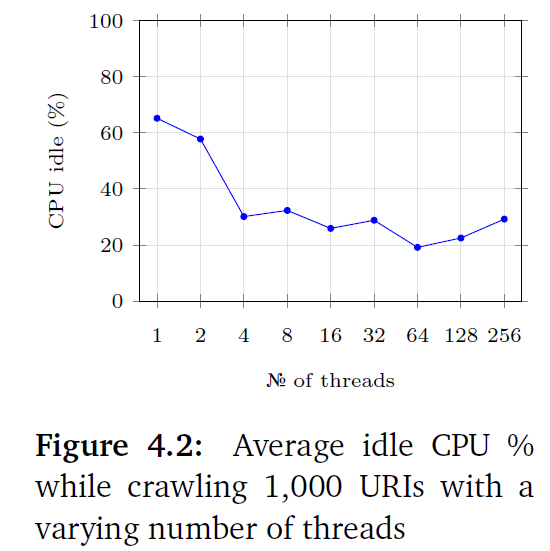 100
80
60
40
20
0
CPU idle (%)
1 2 4 8 16 32 64 128 256
№ of threads
Figure 4.2: Average idle CPU %
while crawling 1,000 URIs with a
varying number of threads